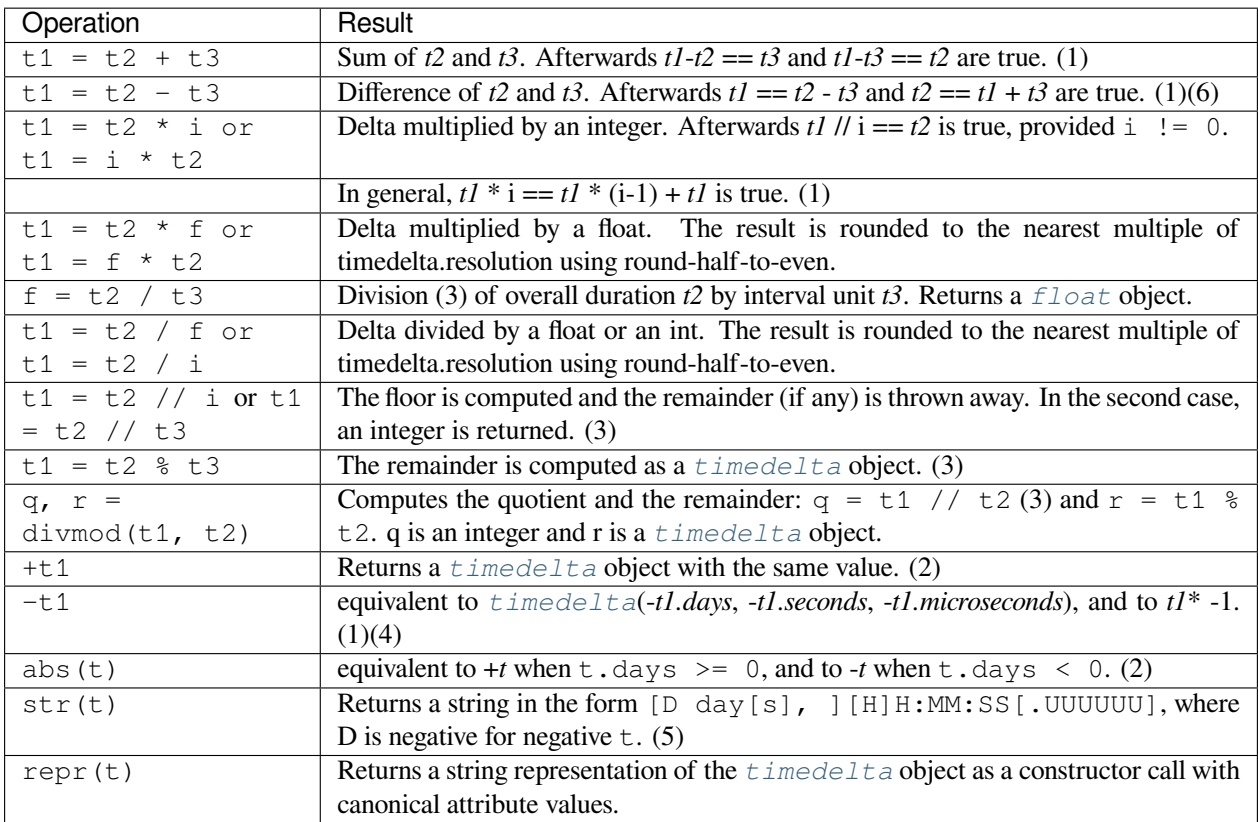 Operation Result
t1 = t2 + t3 Sum of t2 and t3. Afterwards t1-t2 == t3 and t1-t3 == t2 are true. (1)
t1 = t2 - t3 Difference of t2 and t3. Afterwards t1 == t2 - t3 and t2 == t1 + t3 are true. (1)(6)
t1 = t2 * i or Delta multiplied by an integer. Afterwards t1 // i == t2 is true, provided i != 0.
t1 = i * t2
In general, t1 * i == t1 * (i-1) + t1 is true. (1)
t1 = t2 * f or Delta multiplied by a float. The result is rounded to the nearest multiple of
t1 = f * t2 timedelta.resolution using round-half-to-even.
f = t2 / t3 Division (3) of overall duration t2 by interval unit t3. Returns a float object.
t1 = t2 / f or Delta divided by a float or an int. The result is rounded to the nearest multiple of
t1 = t2 / i timedelta.resolution using round-half-to-even.
t1 = t2 // i or t1 The floor is computed and the remainder (if any) is thrown away. In the second case,
= t2 // t3 an integer is returned. (3)
t1 = t2 % t3 The remainder is computed as a timedelta object. (3)
q, r = Computes the quotient and the remainder: q = t1 // t2 (3) and r = t1 %
divmod(t1, t2) t2. q is an integer and r is a timedelta object.
+t1 Returns a timedelta object with the same value. (2)
-t1 equivalent to timedelta(-t1.days, -t1.seconds, -t1.microseconds), and to t1* -1.
(1)(4)
abs(t) equivalent to +t when t.days >= 0, and to -t when t.days < 0. (2)
str(t) Returns a string in the form [D day[s], ][H]H:MM:SS[.UUUUUU], where
D is negative for negative t. (5)
repr(t) Returns a string representation of the timedelta object as a constructor call with
canonical attribute values.